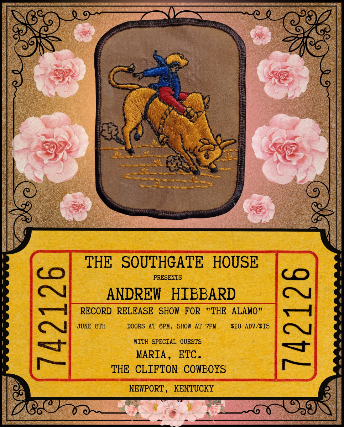 THE SOUTHGATE HOUSE
PRESENTS
ANDREW HIBBARD
RECORD RELEASE SHOW FOR "THE ALAMO"
JUNE 8TH DOORS AT 6PM, SHOW AT 7PM $10 ADV/$15
WITH SPECIAL GUESTS
MARIA, ETC.
THE CLIFTON COWBOYS
NEWPORT, KENTUCKY
742126
742126